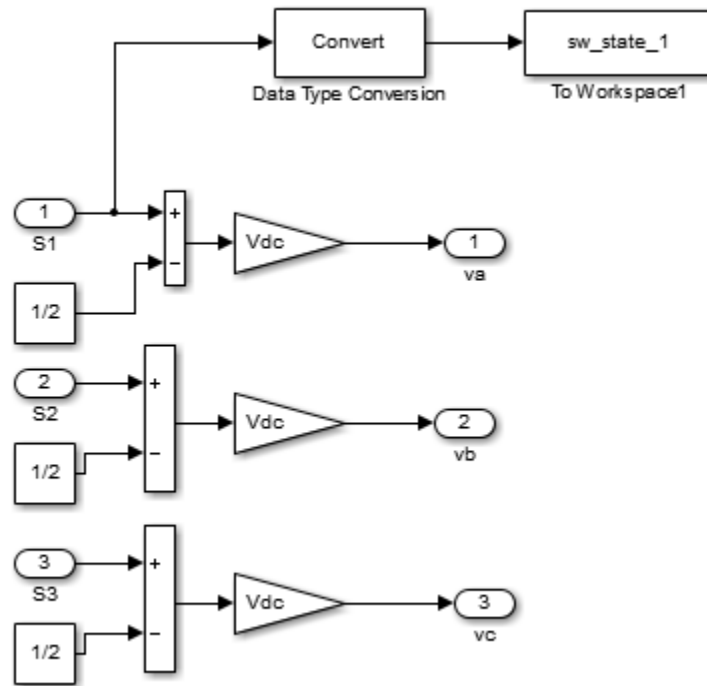 Convert
sw_state_1
Data Type Conversion
To Workspace1
1
S1
+
−
Vdc
1
va
1/2
2
S2
+
−
Vdc
2
vb
1/2
3
S3
+
−
Vdc
3
vc
1/2